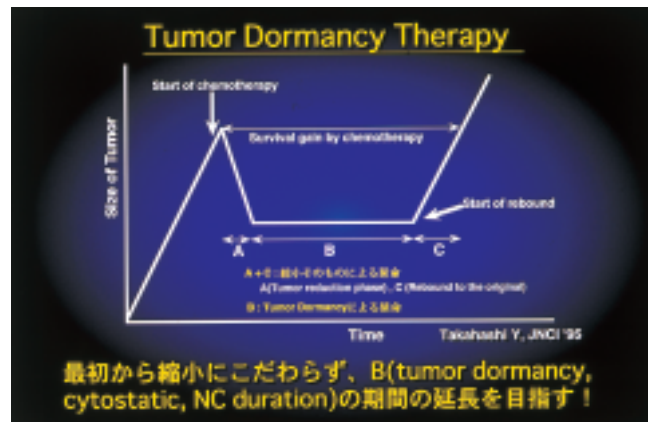 Tumor Dormancy Therapy
Start of chemotherapy
Survival gain by chemotherapy
Size of Tumor
Start of rebound
A
B
C
A+C:縮小そのものによる延命
A(Tumor reduction phase), C (Rebound to the original)
B:Tumor Dormancyによる延命
Time
Takahashi Y, JNCI '95
最初から縮小にこだわらず、B(tumor dormancy,
cytostatic, NC duration)の期間の延長を目指す!